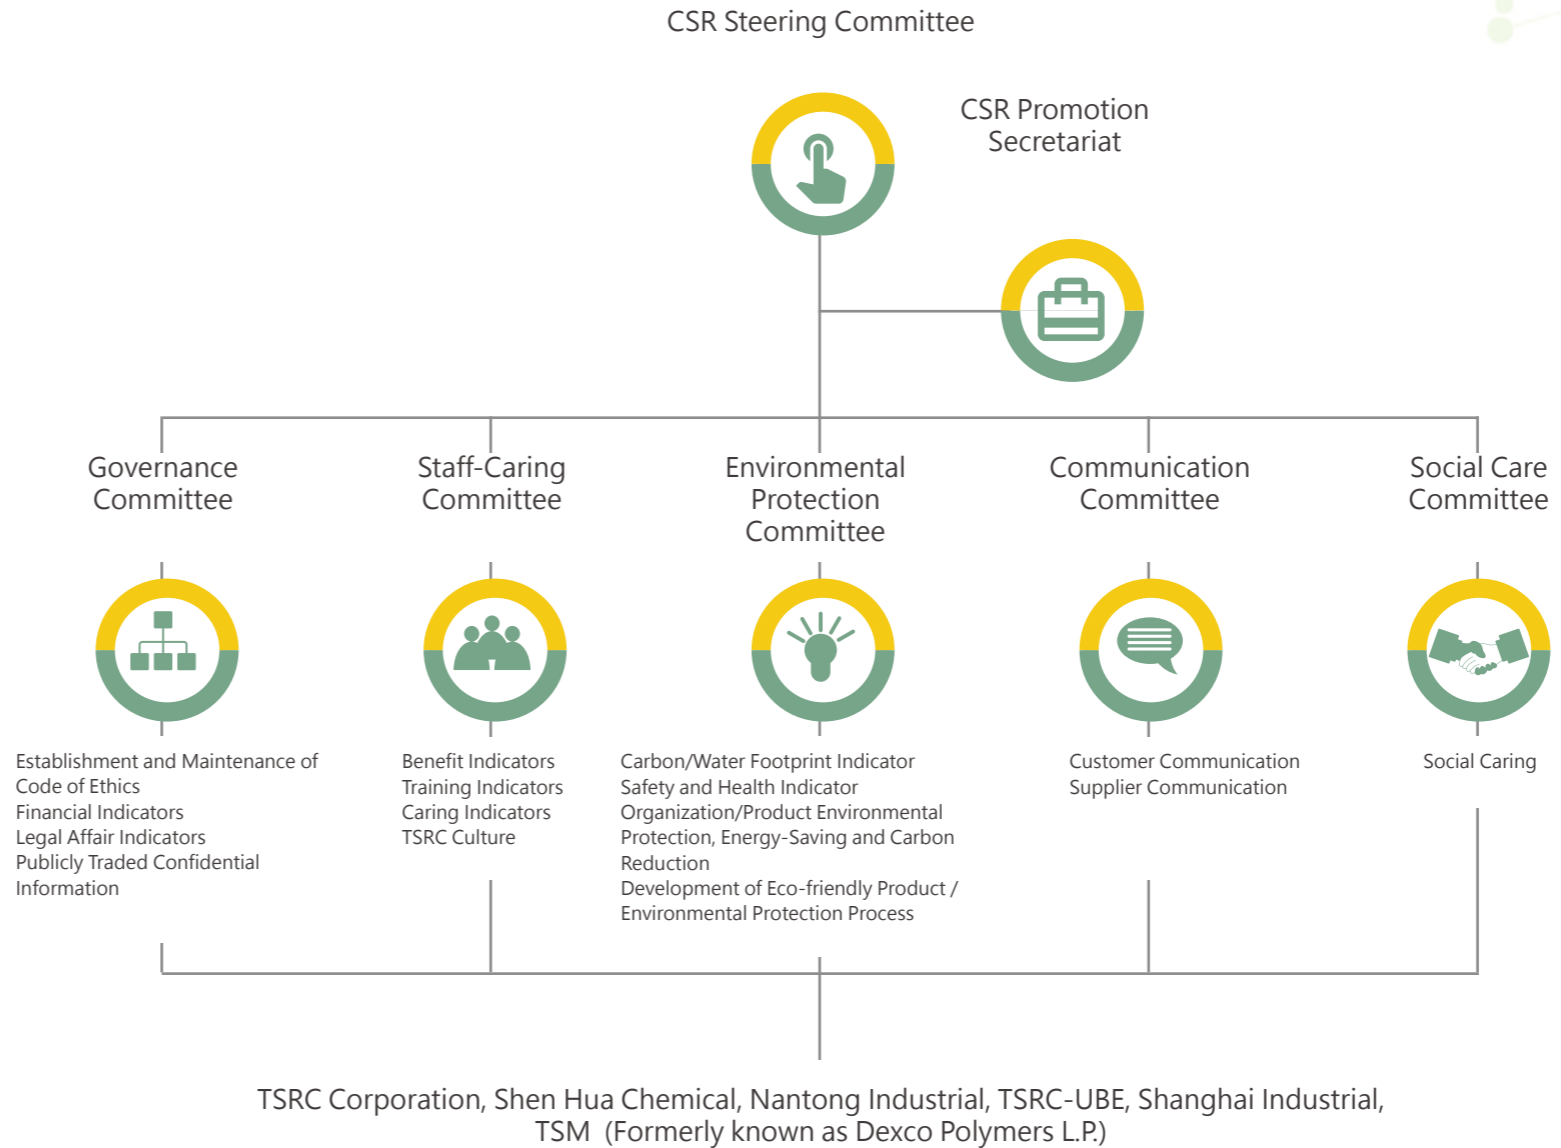 CSR Steering Committee
CSR Promotion
Secretariat
Governance
Committee
Staff-Caring
Committee
Environmental
Protection
Committee
Communication
Committee
Social Care
Committee
Establishment and Maintenance of
Code of Ethics
Financial Indicators
Legal Affair Indicators
Publicly Traded Confidential
Information
Benefit Indicators
Training Indicators
Caring Indicators
TSRC Culture
Carbon/Water Footprint Indicator
Safety and Health Indicator
Organization/Product Environmental
Protection, Energy-Saving and Carbon
Reduction
Development of Eco-friendly Product /
Environmental Protection Process
Customer Communication
Supplier Communication
Social Caring
TSRC Corporation, Shen Hua Chemical, Nantong Industrial, TSRC-UBE, Shanghai Industrial,
TSM (Formerly known as Dexco Polymers L.P.)